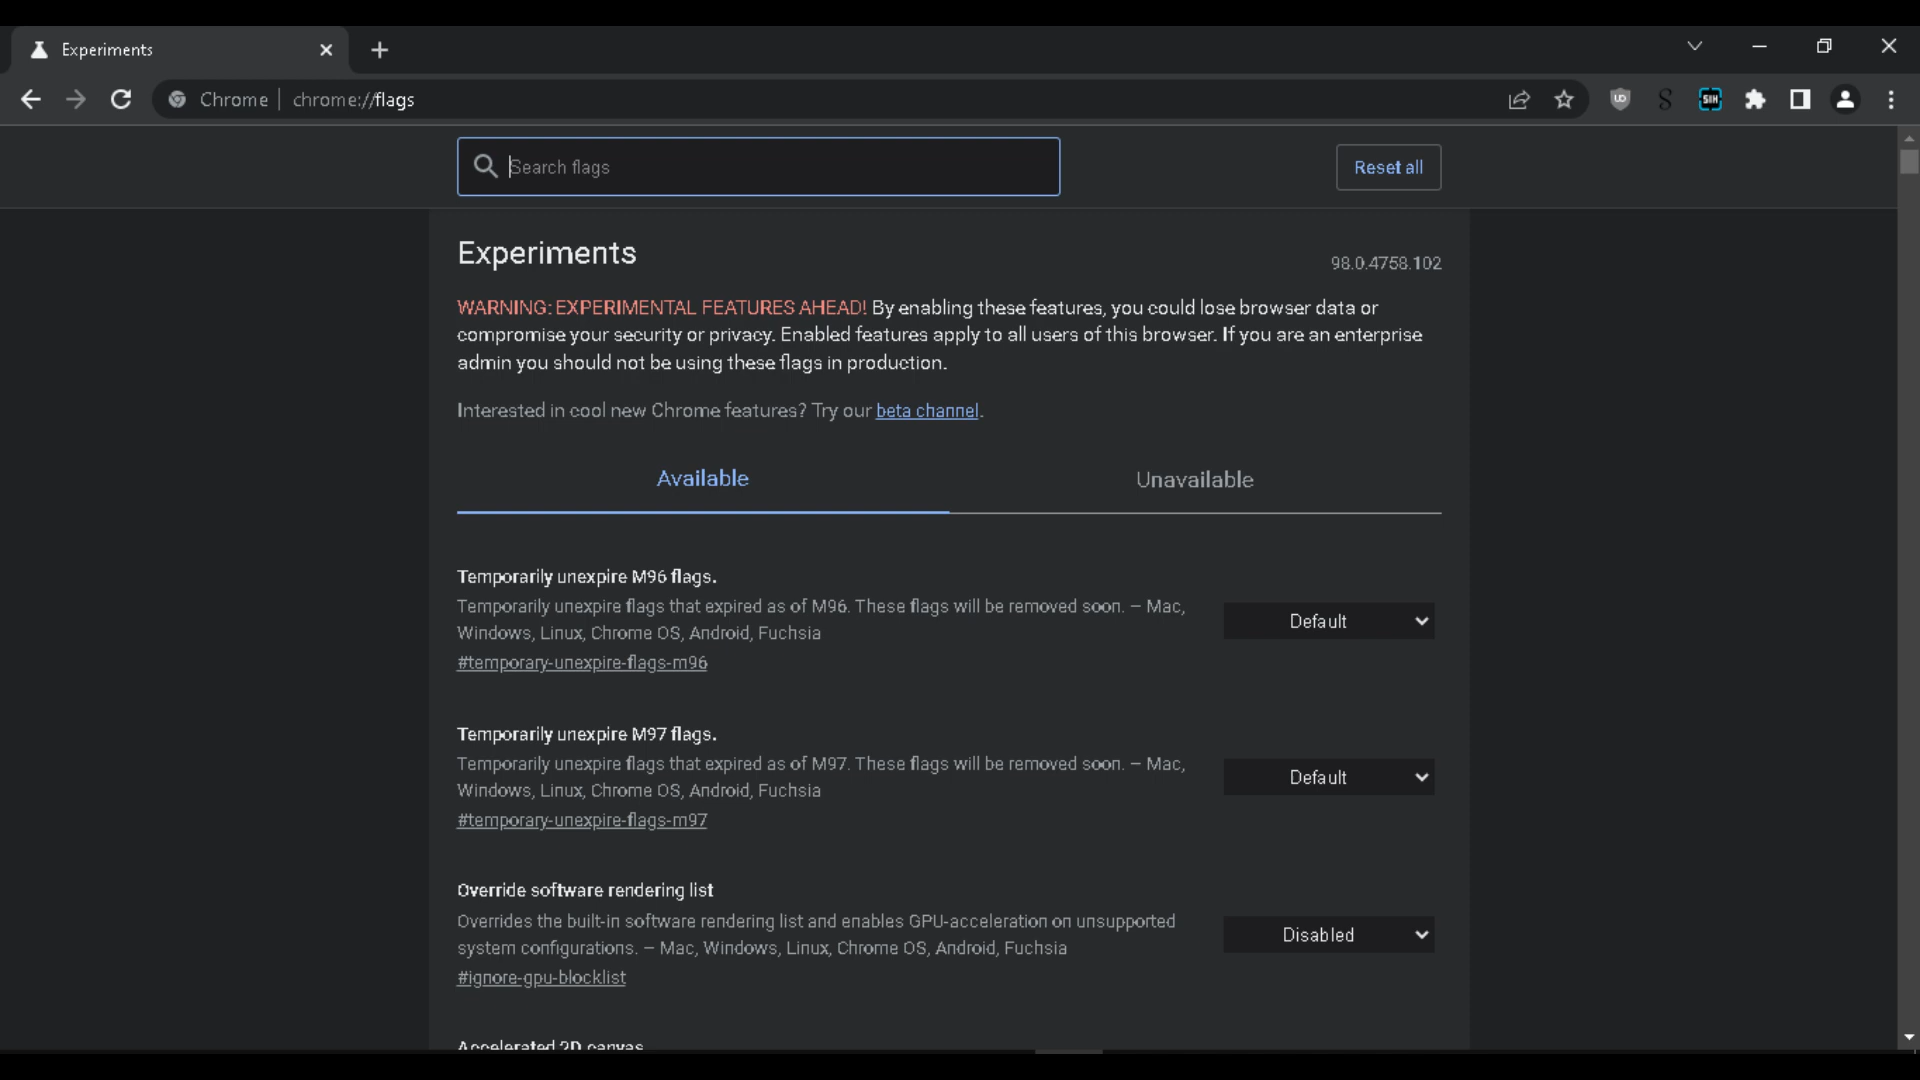 Experiments
Chrome | chrome://flags
Search flags
Reset all
Experiments
98.0.4758.102
WARNING: EXPERIMENTAL FEATURES AHEAD! By enabling these features, you could lose browser data or
compromise your security or privacy. Enabled features apply to all users of this browser. If you are an enterprise
admin you should not be using these flags in production.
Interested in cool new Chrome features? Try our beta channel.
Available
Unavailable
Temporarily unexpire M96 flags.
Temporarily unexpire flags that expired as of M96. These flags will be removed soon. – Mac,
Windows, Linux, Chrome OS, Android, Fuchsia
#temporary-unexpire-flags-m96
Default
Temporarily unexpire M97 flags.
Temporarily unexpire flags that expired as of M97. These flags will be removed soon. – Mac,
Windows, Linux, Chrome OS, Android, Fuchsia
#temporary-unexpire-flags-m97
Default
Override software rendering list
Overrides the built-in software rendering list and enables GPU-acceleration on unsupported
system configurations. – Mac, Windows, Linux, Chrome OS, Android, Fuchsia
#ignore-gpu-blocklist
Disabled
Accelerated 2D canvas